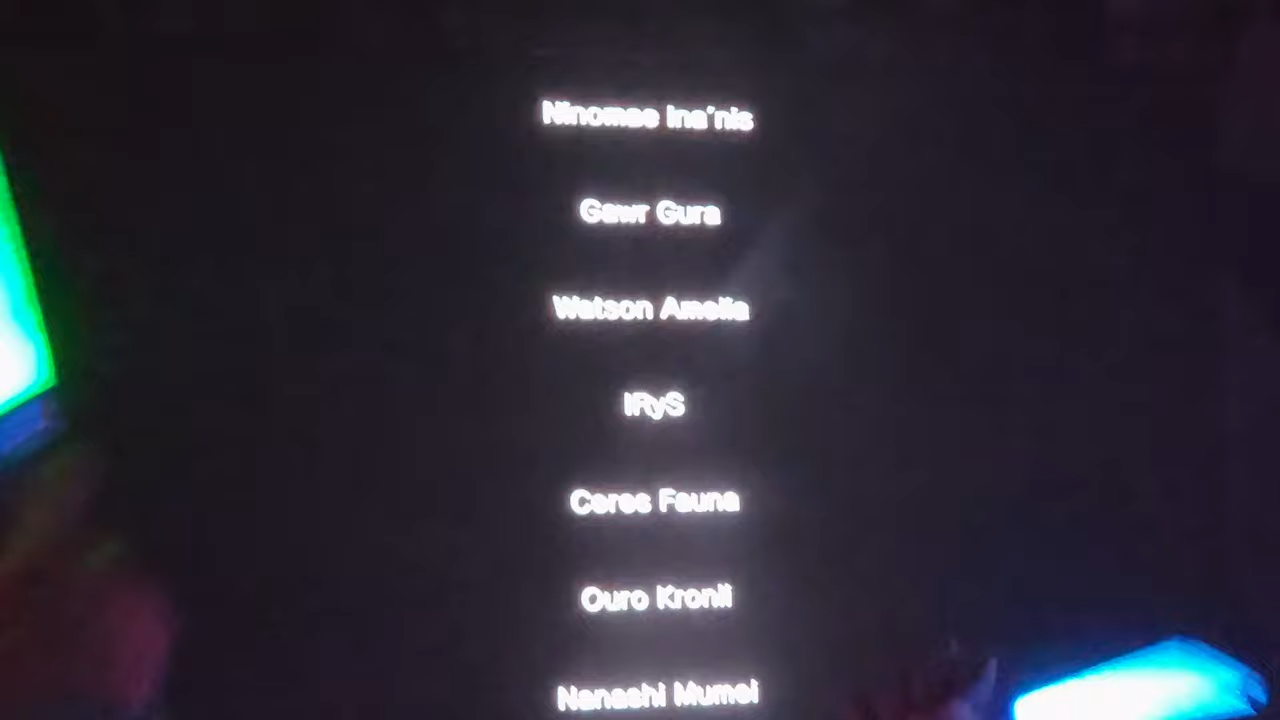 Ninomae Ina'nis
Gawr Gura
Watson Amelia
IRyS
Ceres Fauna
Ouro Kronii
Nanashi Mumei